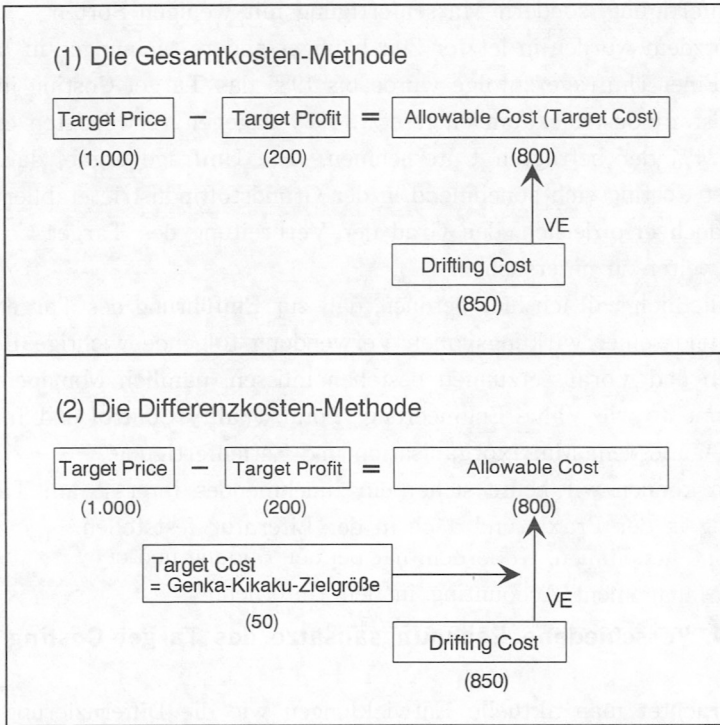 (1) Die Gesamtkosten-Methode
Target Price – Target Profit = Allowable Cost (Target Cost)
(1.000) (200) (800)
VE
Drifting Cost
(850)
(2) Die Differenzkosten-Methode
Target Price – Target Profit = Allowable Cost
(1.000) (200) (800)
Target Cost
– Genka-Kikaku-Zielgröße
(50)
VE
Drifting Cost
(850)